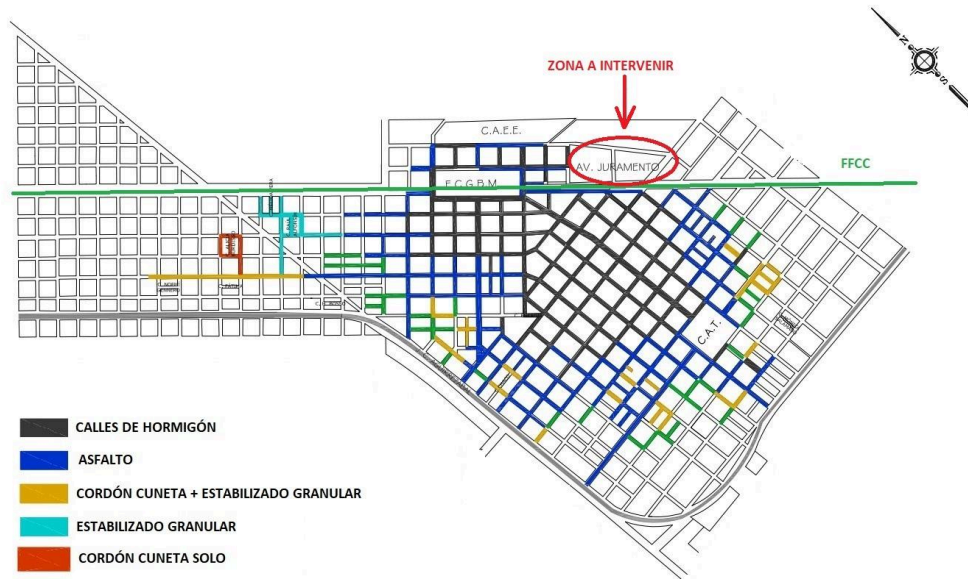 N
S
ZONA A INTERVENIR
C.A.E.E.
AV. JURAMENTO
FFCC
F.C.G.B.M.
C.A.T.
CALLES DE HORMIGÓN
ASFALTO
CORDÓN CUNETA + ESTABILIZADO GRANULAR
ESTABILIZADO GRANULAR
CORDÓN CUNETA SOLO